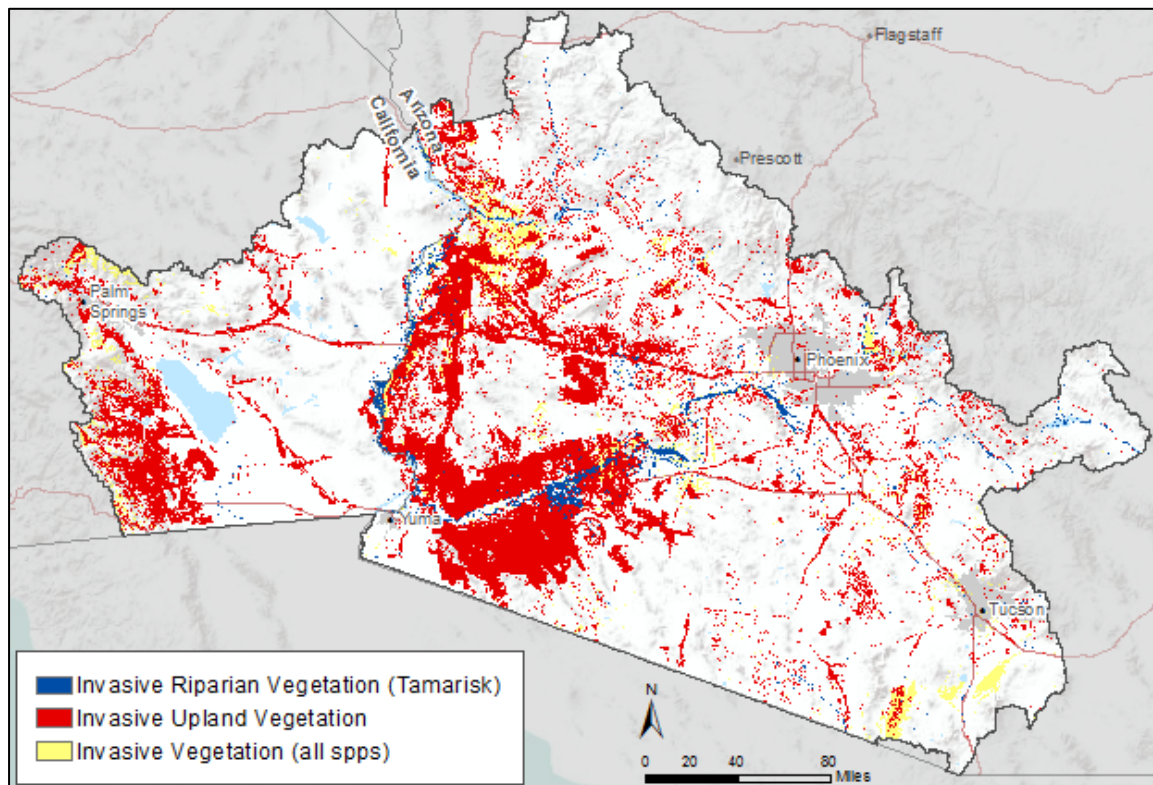 Flagstaff
Arizona
California
Prescott
Palm
Springs
Phoenix
Yuma
Tucson
Invasive Riparian Vegetation (Tamarisk)
Invasive Upland Vegetation
Invasive Vegetation (all spps)
N
0 20 40 80
Miles